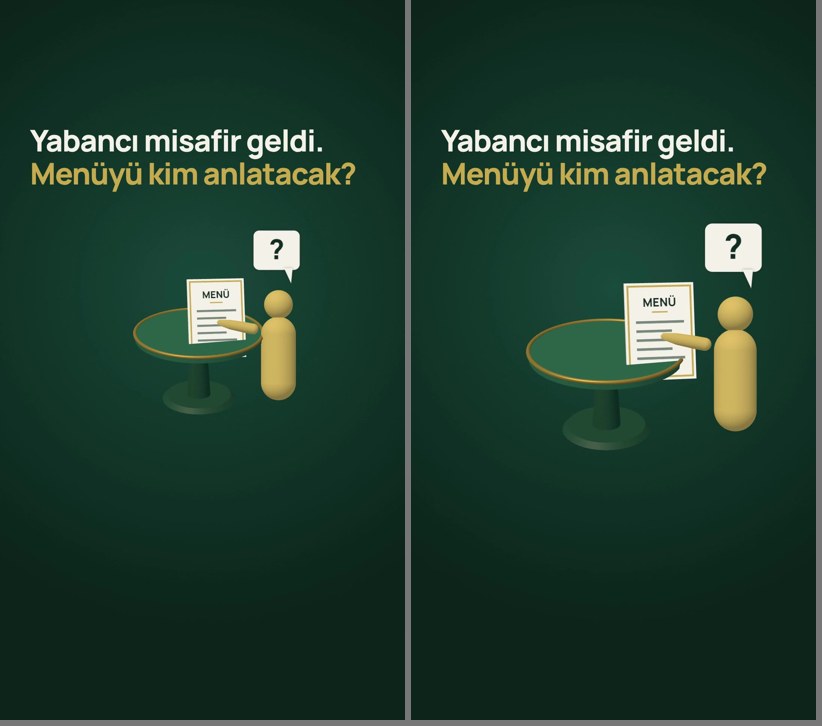 Yabancı misafir geldi.
Menüyü kim anlatacak?
?
MENÜ
Yabancı misafir geldi.
Menüyü kim anlatacak?
?
MENÜ